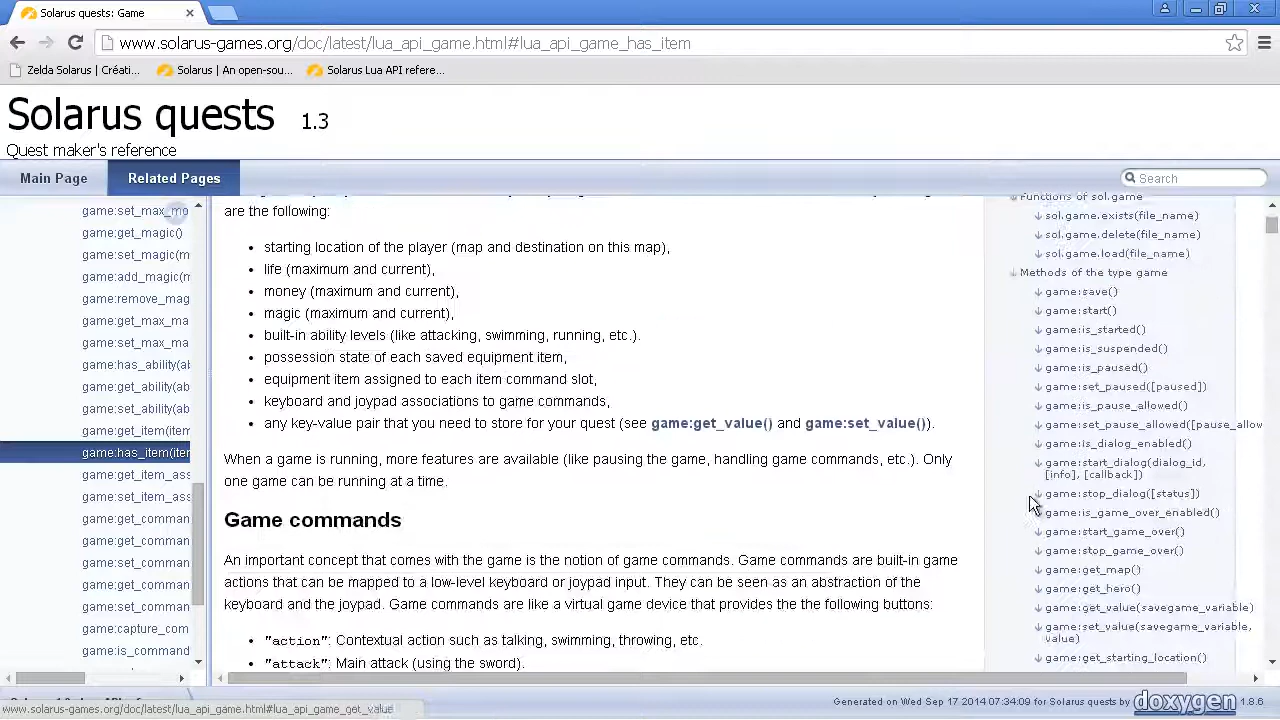 Solarus quests: Game
www.solarus-games.org/doc/latest/lua_api_game.html#lua_api_game_has_item
Zelda Solarus | Créati... Solarus | An open-sou... Solarus Lua API refere...
Solarus quests 1.3
Quest maker's reference
Main Page Related Pages Search
game:set_max_mo
game:get_magic()
game:set_magic(m
game:add_magic(m
game:remove_mag
game:get_max_ma
game:set_max_ma
game:has_ability(ab
game:get_ability(ab
game:set_ability(ab
game:get_item(item
game:has_item(iter
game:get_item_ass
game:set_item_ass
game:get_comman
game:get_comman
game:set_comman
game:get_comman
game:set_comman
game:capture_com
game:is_command
are the following:
• starting location of the player (map and destination on this map),
• life (maximum and current),
• money (maximum and current),
• magic (maximum and current),
• built-in ability levels (like attacking, swimming, running, etc.).
• possession state of each saved equipment item,
• equipment item assigned to each item command slot,
• keyboard and joypad associations to game commands,
• any key-value pair that you need to store for your quest (see game:get_value() and game:set_value()).
When a game is running, more features are available (like pausing the game, handling game commands, etc.). Only
one game can be running at a time.
Game commands
An important concept that comes with the game is the notion of game commands. Game commands are built-in game
actions that can be mapped to a low-level keyboard or joypad input. They can be seen as an abstraction of the
keyboard and the joypad. Game commands are like a virtual game device that provides the the following buttons:
• "action": Contextual action such as talking, swimming, throwing, etc.
• "attack": Main attack (using the sword).
Functions of sol.game
sol.game.exists(file_name)
sol.game.delete(file_name)
sol.game.load(file_name)
Methods of the type game
game:save()
game:start()
game:is_started()
game:is_suspended()
game:is_paused()
game:set_paused([paused])
game:is_pause_allowed()
game:set_pause_allowed([pause_allow
game:is_dialog_enabled()
game:start_dialog(dialog_id,
[info], [callback])
game:stop_dialog([status])
game:is_game_over_enabled()
game:start_game_over()
game:stop_game_over()
game:get_map()
game:get_hero()
game:get_value(savegame_variable)
game:set_value(savegame_variable,
value)
game:get_starting_location()
www.solarus-games.org/doc/latest/lua_api_game.html#lua_api_game_get_value
Generated on Wed Sep 17 2014 07:34:09 for Solarus quests by doxygen 1.8.6